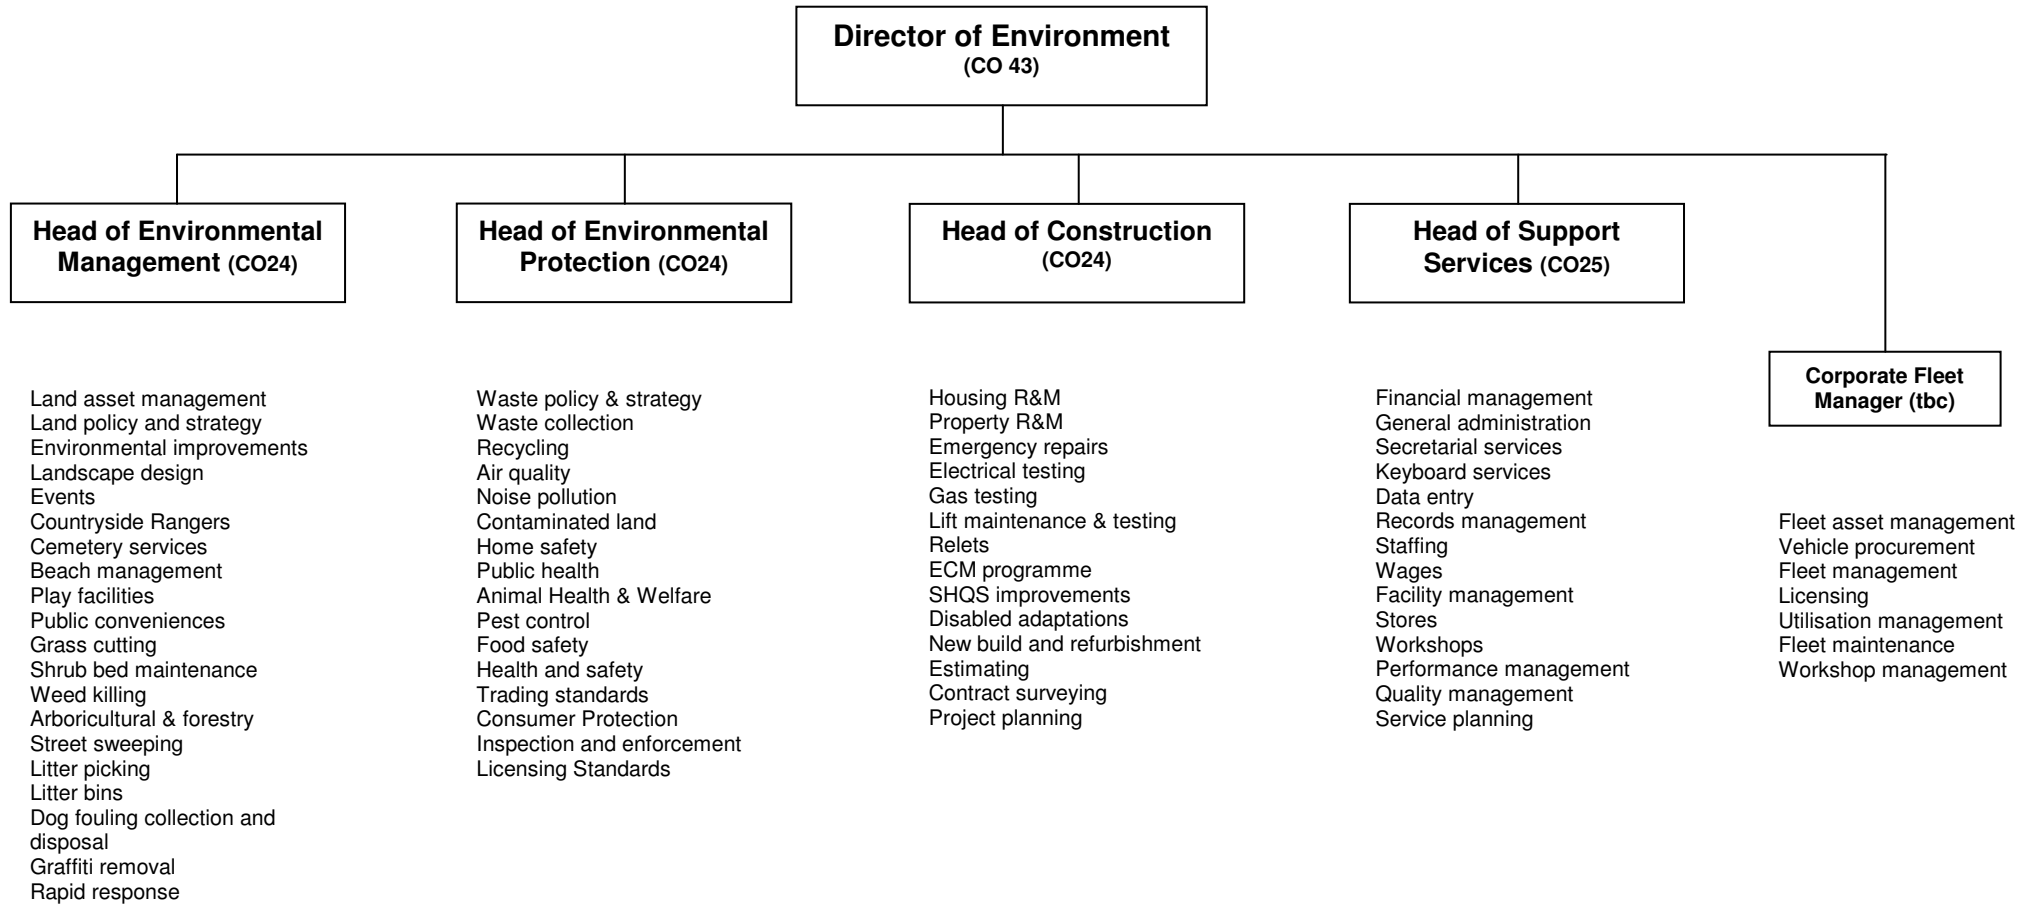 Director of Environment
(CO 43)
Head of Environmental
Management (CO24)
Head of Environmental
Protection (CO24)
Head of Construction
(CO24)
Head of Support
Services (CO25)
Corporate Fleet
Manager (tbc)
Land asset management
Land policy and strategy
Environmental improvements
Landscape design
Events
Countryside Rangers
Cemetery services
Beach management
Play facilities
Public conveniences
Grass cutting
Shrub bed maintenance
Weed killing
Arboricultural & forestry
Street sweeping
Litter picking
Litter bins
Dog fouling collection and
disposal
Graffiti removal
Rapid response
Waste policy & strategy
Waste collection
Recycling
Air quality
Noise pollution
Contaminated land
Home safety
Public health
Animal Health & Welfare
Pest control
Food safety
Health and safety
Trading standards
Consumer Protection
Inspection and enforcement
Licensing Standards
Housing R&M
Property R&M
Emergency repairs
Electrical testing
Gas testing
Lift maintenance & testing
Relets
ECM programme
SHQS improvements
Disabled adaptations
New build and refurbishment
Estimating
Contract surveying
Project planning
Financial management
General administration
Secretarial services
Keyboard services
Data entry
Records management
Staffing
Wages
Facility management
Stores
Workshops
Performance management
Quality management
Service planning
Fleet asset management
Vehicle procurement
Fleet management
Licensing
Utilisation management
Fleet maintenance
Workshop management